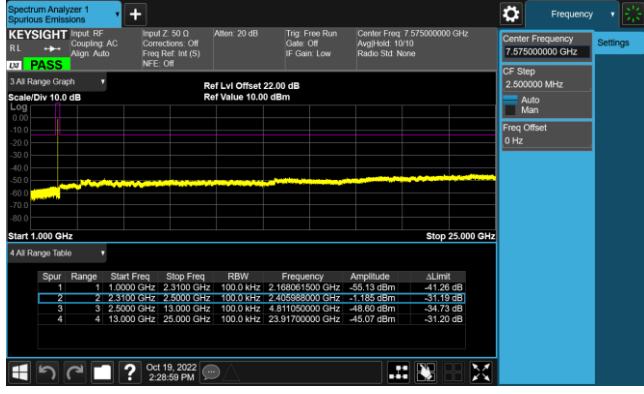 Spectrum Analyzer 1
Spurious Emissions
Frequency
KEYSIGHT
R L
LXI
PASS
Input: RF
Coupling: AC
Align: Auto
Input Z: 50 Ω
Corrections: Off
Freq Ref: Int (S)
NFE: Off
Atten: 20 dB
Trig: Free Run
Gate: Off
IF Gain: Low
Center Freq: 7.575000000 GHz
Avg|Hold: 10/10
Radio Std: None
Center Frequency
7.575000000 GHz
Settings
CF Step
2.500000 MHz
Auto
Man
Freq Offset
0 Hz
3 All Range Graph
Scale/Div 10.0 dB
Ref Lvl Offset 22.00 dB
Ref Value 10.00 dBm
Log
0.00
-10.0
-20.0
-30.0
-40.0
-50.0
-60.0
-70.0
-80.0
Start 1.000 GHz
Stop 25.000 GHz
4 All Range Table
Spur Range Start Freq Stop Freq RBW Frequency Amplitude ΔLimit
1 1 1.0000 GHz 2.3100 GHz 100.0 kHz 2.168061500 GHz -55.13 dBm -41.26 dB
2 2 2.3100 GHz 2.5000 GHz 100.0 kHz 2.405988000 GHz -1.185 dBm -31.19 dB
3 3 2.5000 GHz 13.000 GHz 100.0 kHz 4.811050000 GHz -48.60 dBm -34.73 dB
4 4 13.000 GHz 25.000 GHz 100.0 kHz 23.91700000 GHz -45.07 dBm -31.20 dB
Oct 19, 2022
2:28:59 PM